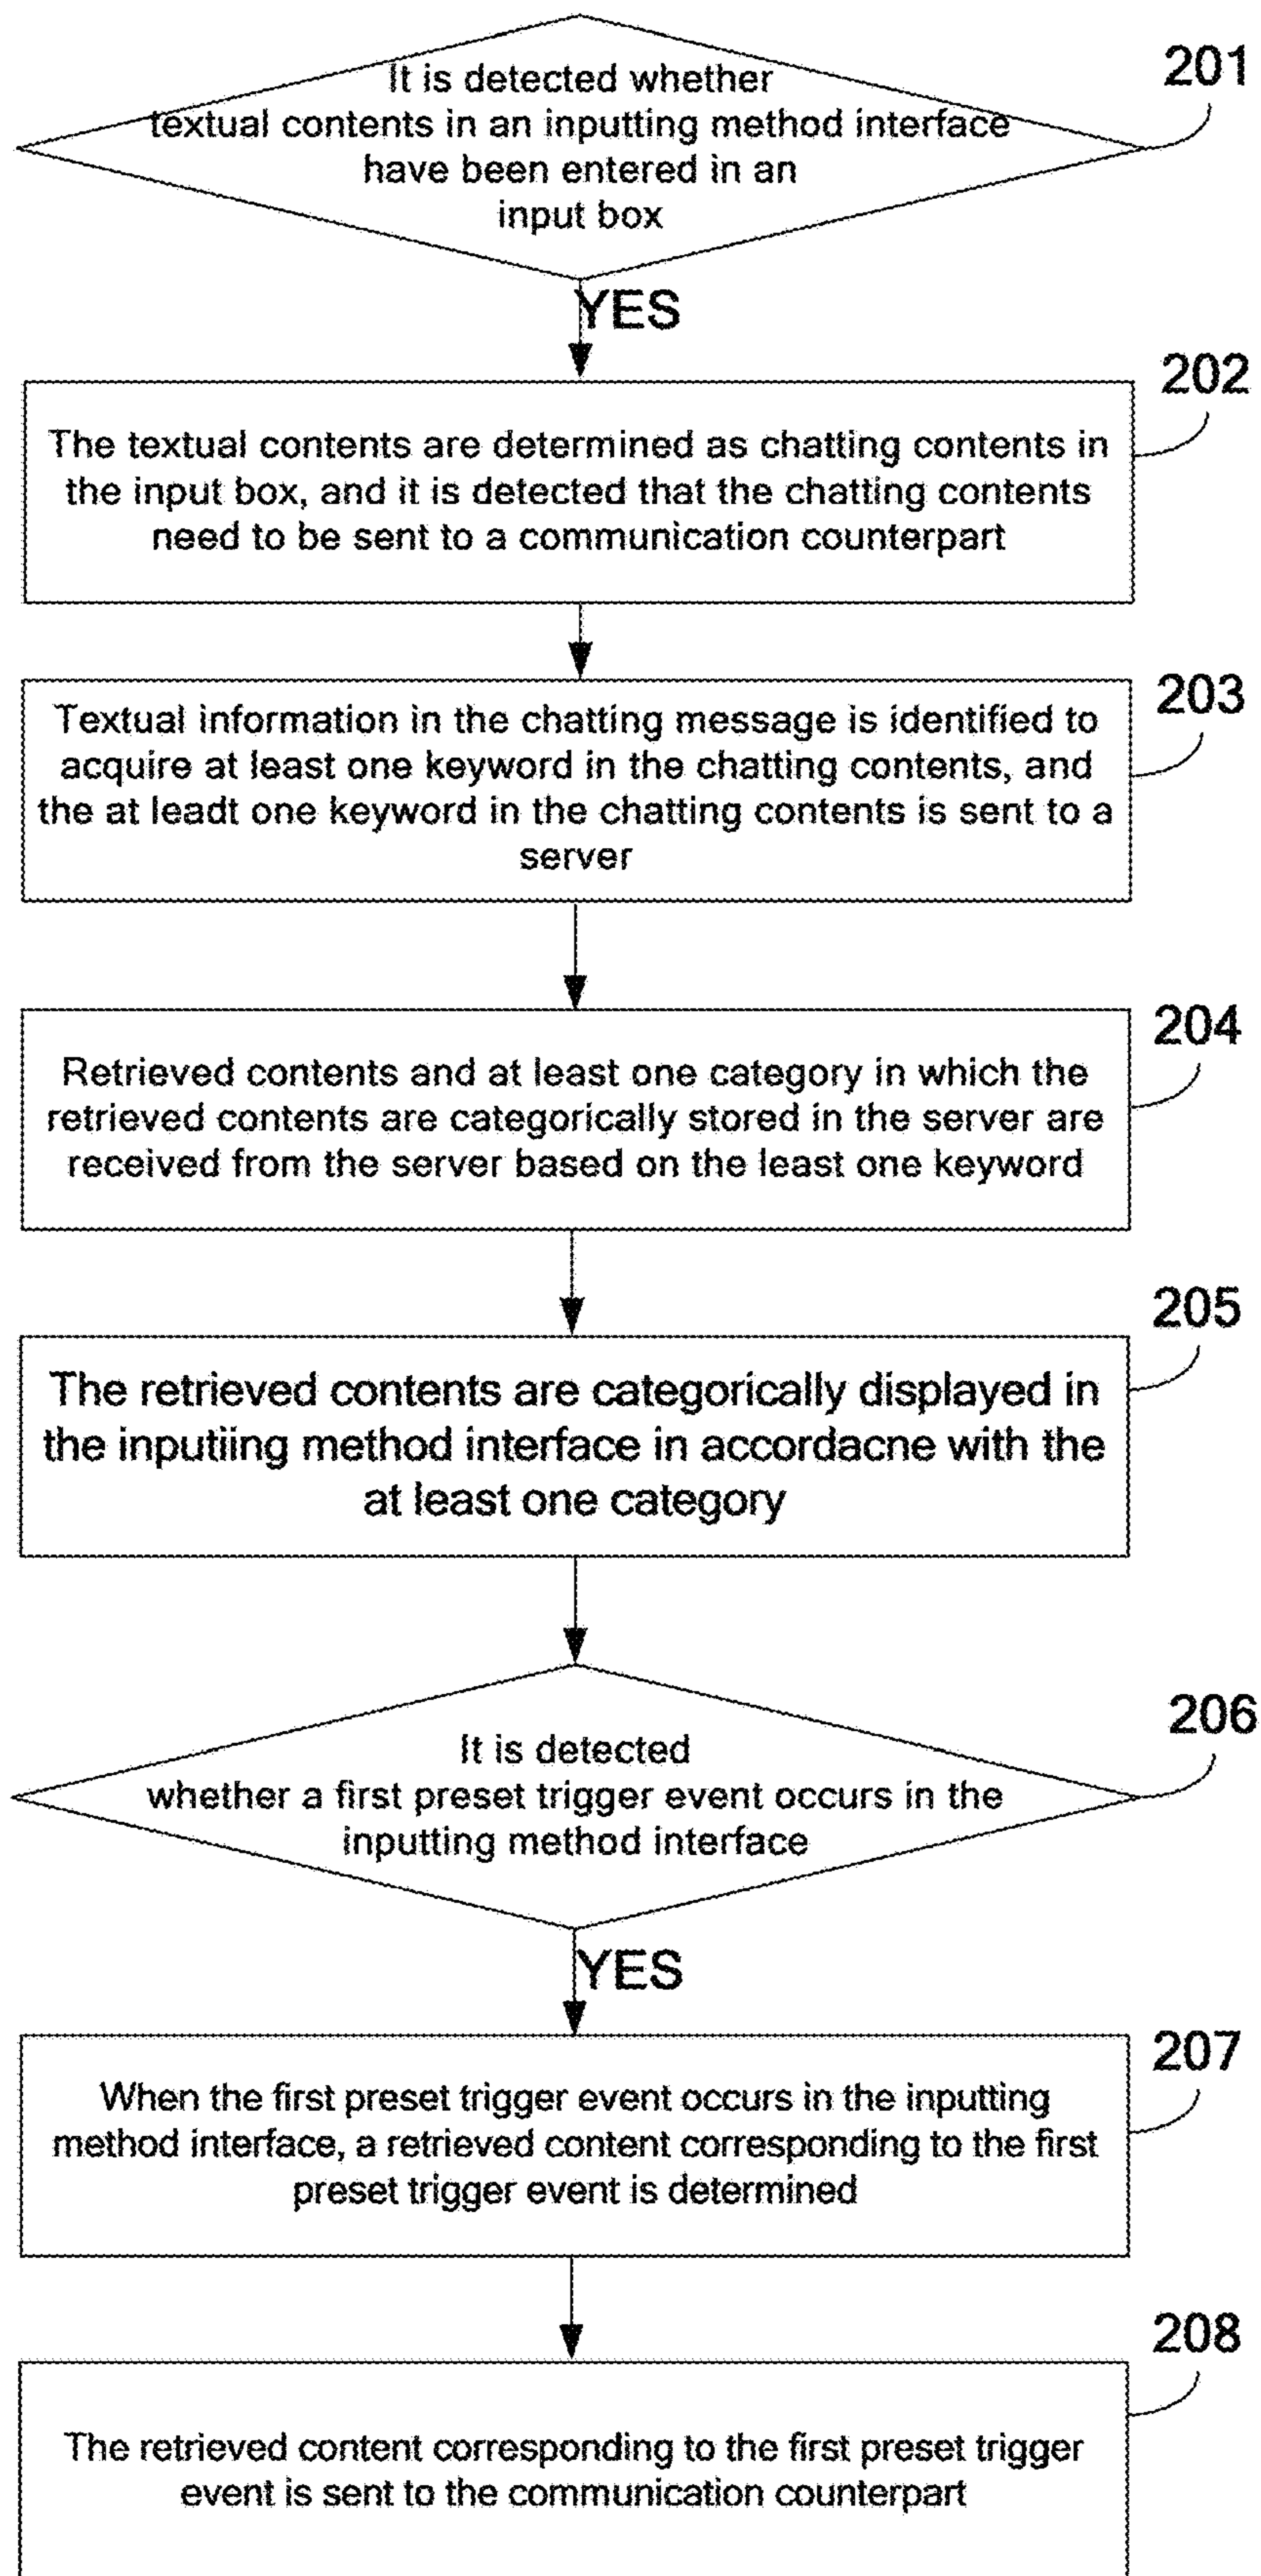 It is detected whether
textual contents in an inputting method interface
have been entered in an
input box
201
YES
202
The textual contents are determined as chatting contents in
the input box, and it is detected that the chatting contents
need to be sent to a communication counterpart
203
Textual information in the chatting message is identified to
acquire at least one keyword in the chatting contents, and
the at leadt one keyword in the chatting contents is sent to a
server
204
Retrieved contents and at least one category in which the
retrieved contents are categorically stored in the server are
received from the server based on the least one keyword
205
The retrieved contents are categorically displayed in
the inputiing method interface in accordacne with the
at least one category
206
It is detected
whether a first preset trigger event occurs in the
inputting method interface
YES
207
When the first preset trigger event occurs in the inputting
method interface, a retrieved content corresponding to the first
preset trigger event is determined
208
The retrieved content corresponding to the first preset trigger
event is sent to the communication counterpart